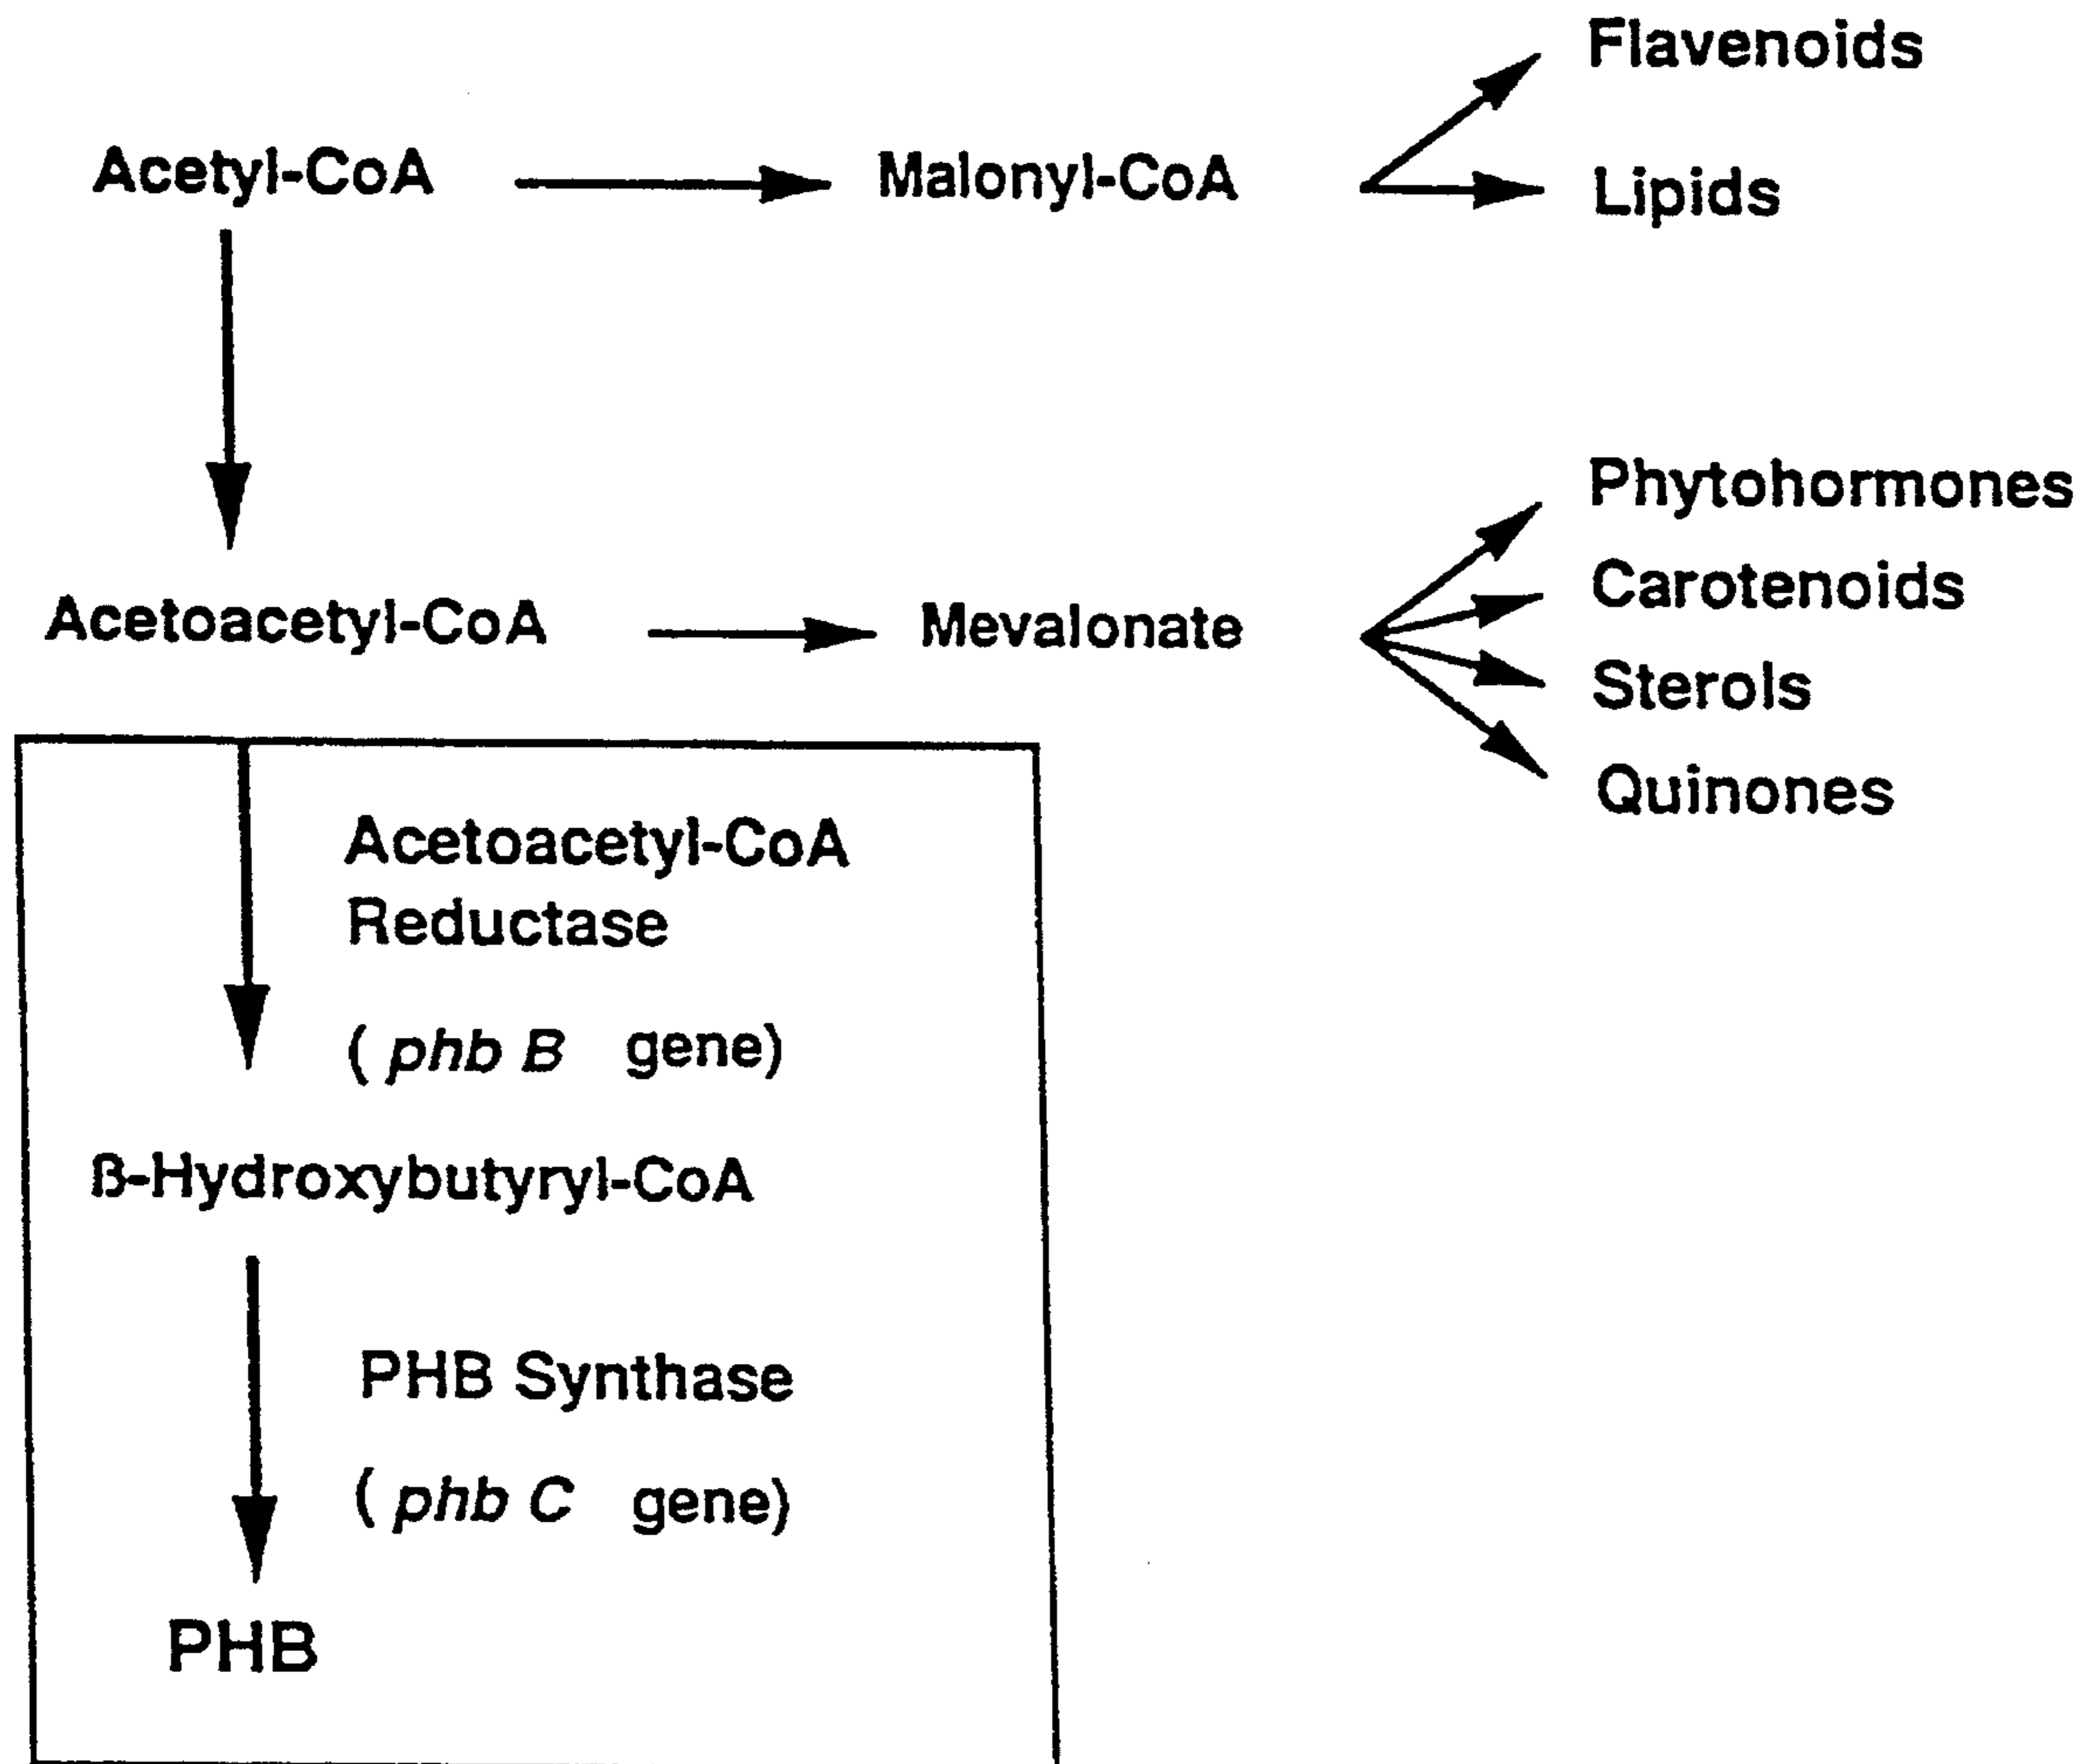 Flavenoids
Acetyl-CoA
Malonyl-CoA
Lipids
Phytohormones
Carotenoids
Acetoacetyl-CoA
Mevalonate
Sterols
Quinones
Acetoacetyl-CoA
Reductase
( phb B gene)
ß-Hydroxybutyryl-CoA
PHB Synthase
( phb C gene)
PHB